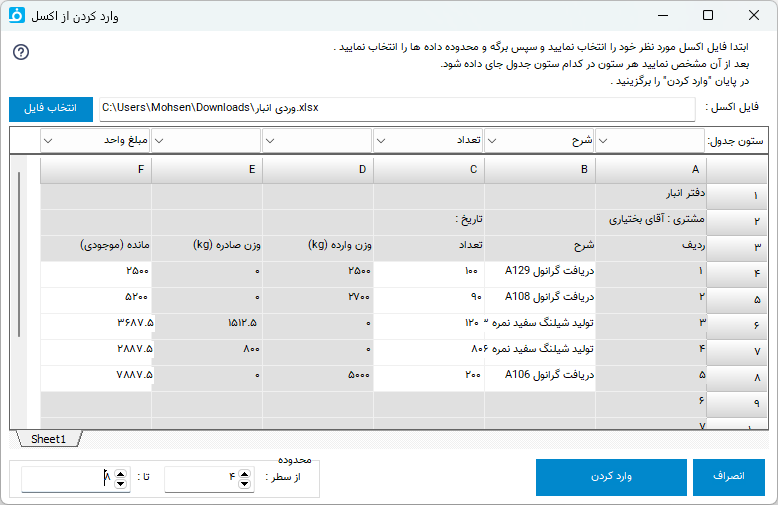 وارد کردن از اکسل
ابتدا فایل اکسل مورد نظر خود را انتخاب نمایید و سپس برگه و محدوده داده ها را انتخاب نمایید .
بعد از آن مشخص نمایید هر ستون در کدام ستون جدول جای داده شود.
در پایان "وارد کردن" را برگزینید .
فایل اکسل : C:\Users\Mohsen\Downloads\وردی انبار.xlsx انتخاب فایل
ستون جدول: شرح تعداد مبلغ واحد
A B C D E F
۱ دفتر انبار
۲ مشتری : آقای بختیاری تاریخ :
۳ ردیف شرح تعداد وزن وارده (kg) وزن صادره (kg) مانده (موجودی)
۴ ۱ دریافت گرانول A129 ۱۰۰ ۲۵۰۰ ۰ ۲۵۰۰
۵ ۲ دریافت گرانول A108 ۹۰ ۲۷۰۰ ۰ ۵۲۰۰
۶ ۳ تولید شیلنگ سفید نمره ۱۲۰ ۰ ۱۵۱۲.۵ ۳۶۸۷.۵
۷ ۴ تولید شیلنگ سفید نمره ۰ ۸۰۰ ۲۸۸۷.۵
۸ ۵ دریافت گرانول A106 ۲۰۰ ۵۰۰۰ ۰ ۷۸۸۷.۵
۹ ۶
۷
Sheet1
محدوده
از سطر : ۴ تا : ۸
وارد کردن انصراف